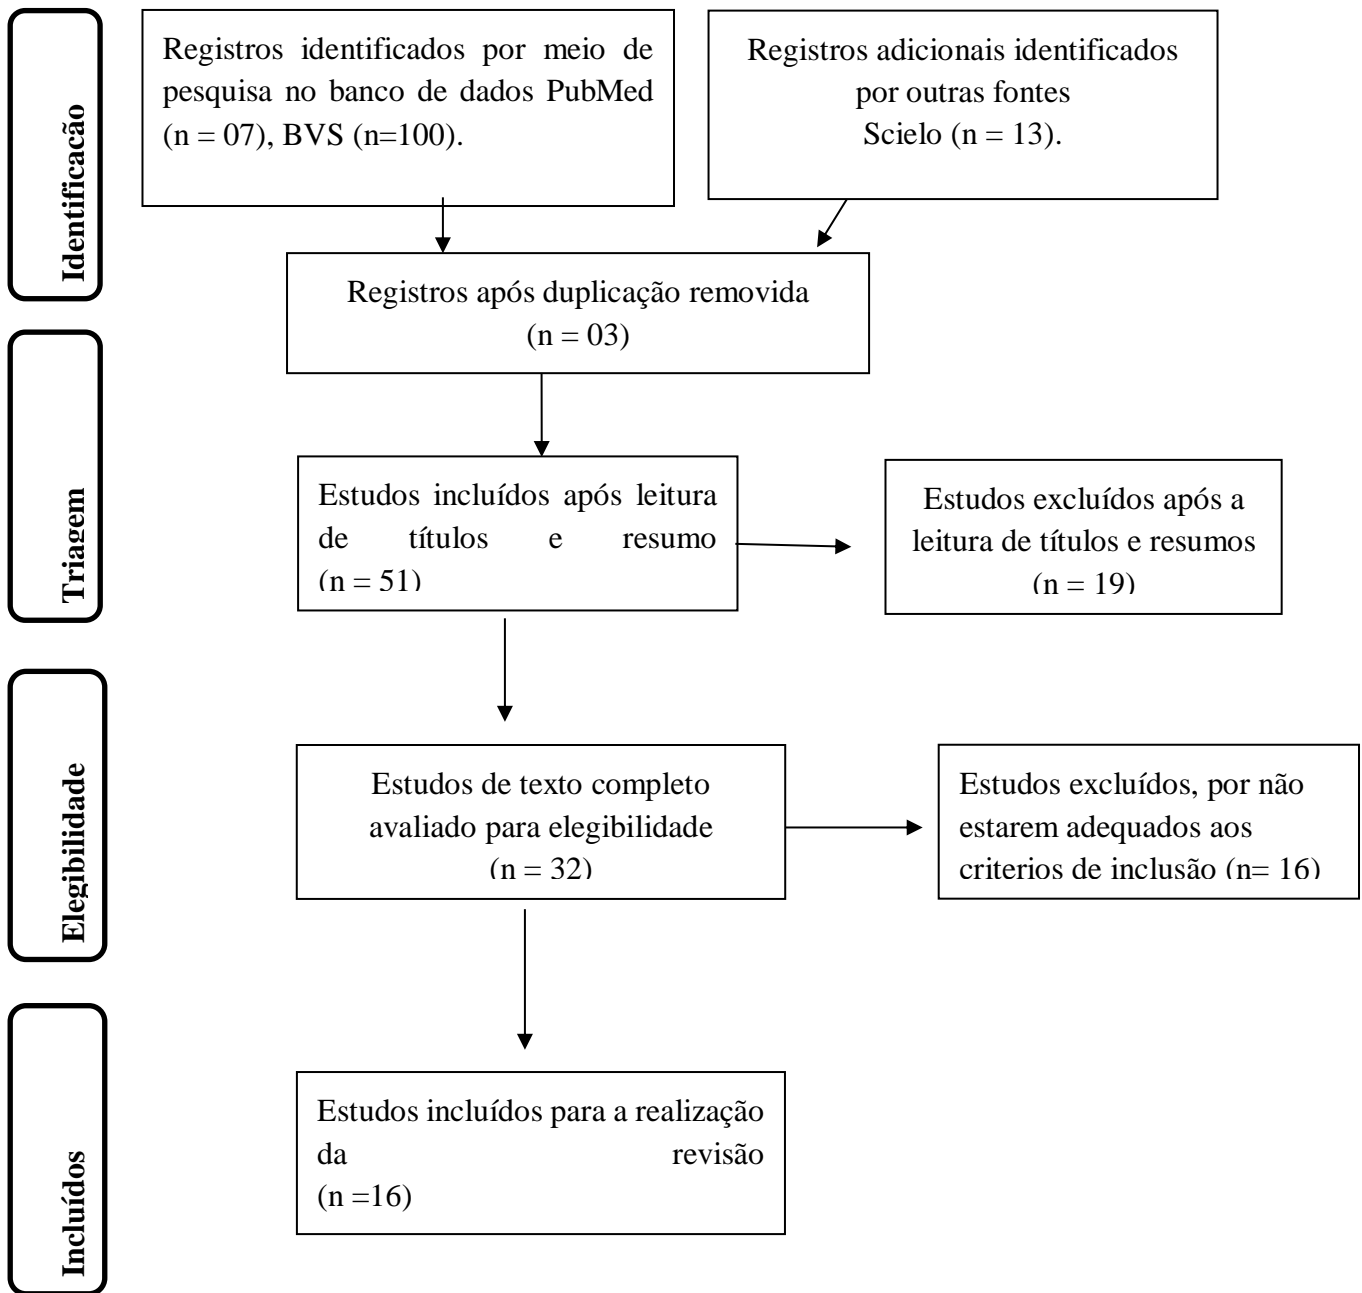 Identificação
Registros identificados por meio de
pesquisa no banco de dados PubMed
(n = 07), BVS (n=100).
Registros adicionais identificados
por outras fontes
Scielo (n = 13).
Registros após duplicação removida
(n = 03)
Triagem
Estudos incluídos após leitura
de títulos e resumo
(n = 51)
Estudos excluídos após a
leitura de títulos e resumos
(n = 19)
Elegibilidade
Estudos de texto completo
avaliado para elegibilidade
(n = 32)
Estudos excluídos, por não
estarem adequados aos
criterios de inclusão (n= 16)
Incluídos
Estudos incluídos para a realização
da revisão
(n =16)